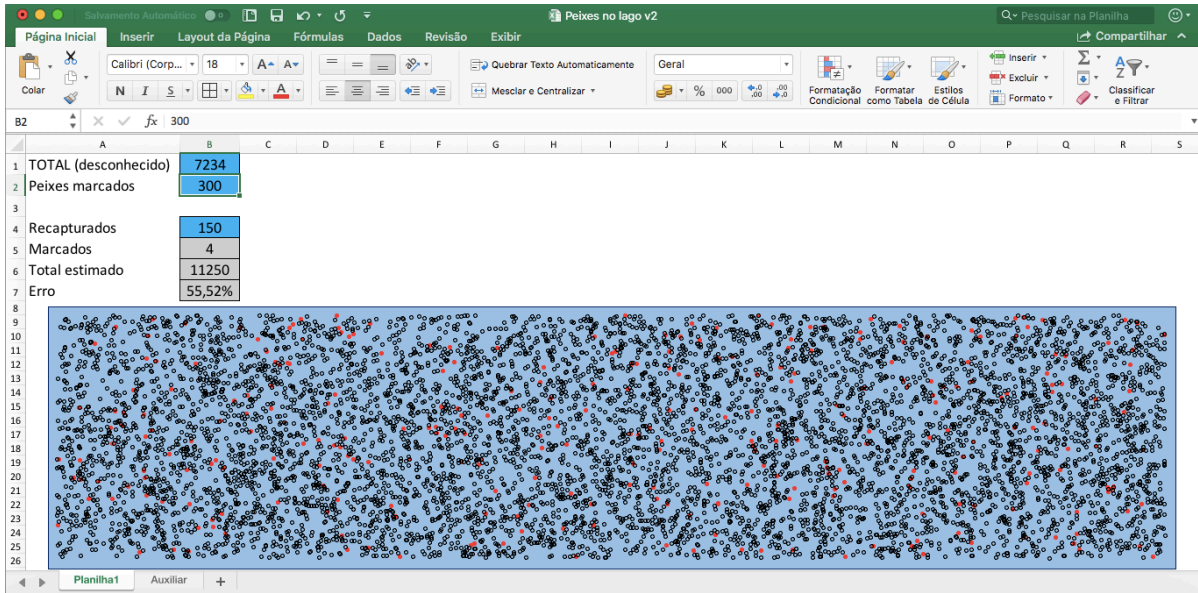 Salvamento Automático Peixes no lago v2 Pesquisar na Planilha
Página Inicial Inserir Layout da Página Fórmulas Dados Revisão Exibir Compartilhar
Colar
Calibri (Corp... 18 A A
N I S A
Quebrar Texto Automaticamente
Mesclar e Centralizar
Geral
% 000 ,0 ,00 ,00 ,0
Formatação Condicional
Formatar como Tabela
Estilos de Célula
Inserir
Excluir
Formato
Classificar e Filtrar
B2 fx 300
A B C D E F G H I J K L M N O P Q R S
1 TOTAL (desconhecido) 7234
2 Peixes marcados 300
3
4 Recapturados 150
5 Marcados 4
6 Total estimado 11250
7 Erro 55,52%
8
9
10
11
12
13
14
15
16
17
18
19
20
21
22
23
24
25
26
Planilha1 Auxiliar +